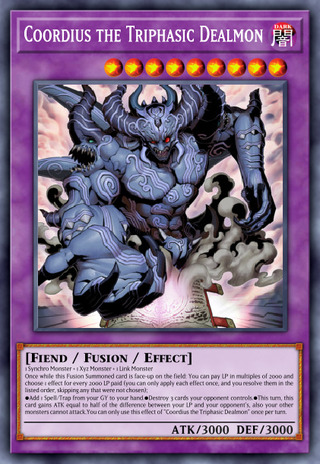 COORDIUS THE TRIPHASIC DEALMON
DARK
闇
[FIEND / FUSION / EFFECT]
1 Synchro Monster + 1 Xyz Monster + 1 Link Monster
Once while this Fusion Summoned card is face-up on the field: You can pay LP in multiples of 2000 and
choose 1 effect for every 2000 LP paid (you can only apply each effect once, and you resolve them in the
listed order, skipping any that were not chosen);
●Add 1 Spell/Trap from your GY to your hand.●Destroy 3 cards your opponent controls.●This turn, this
card gains ATK equal to half of the difference between your LP and your opponent's, also your other
monsters cannot attack.You can only use this effect of "Coordius the Triphasic Dealmon" once per turn.
ATK/3000 DEF/3000